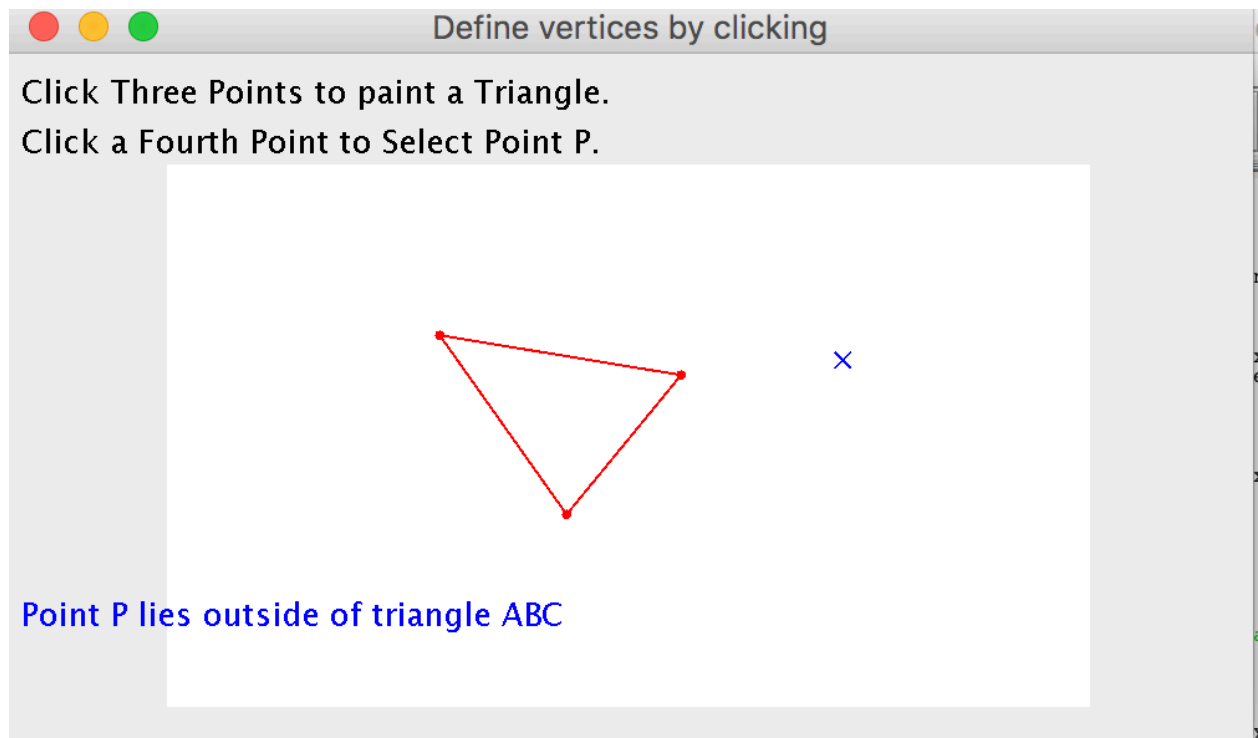 Define vertices by clicking
Click Three Points to paint a Triangle.
Click a Fourth Point to Select Point P.
Point P lies outside of triangle ABC